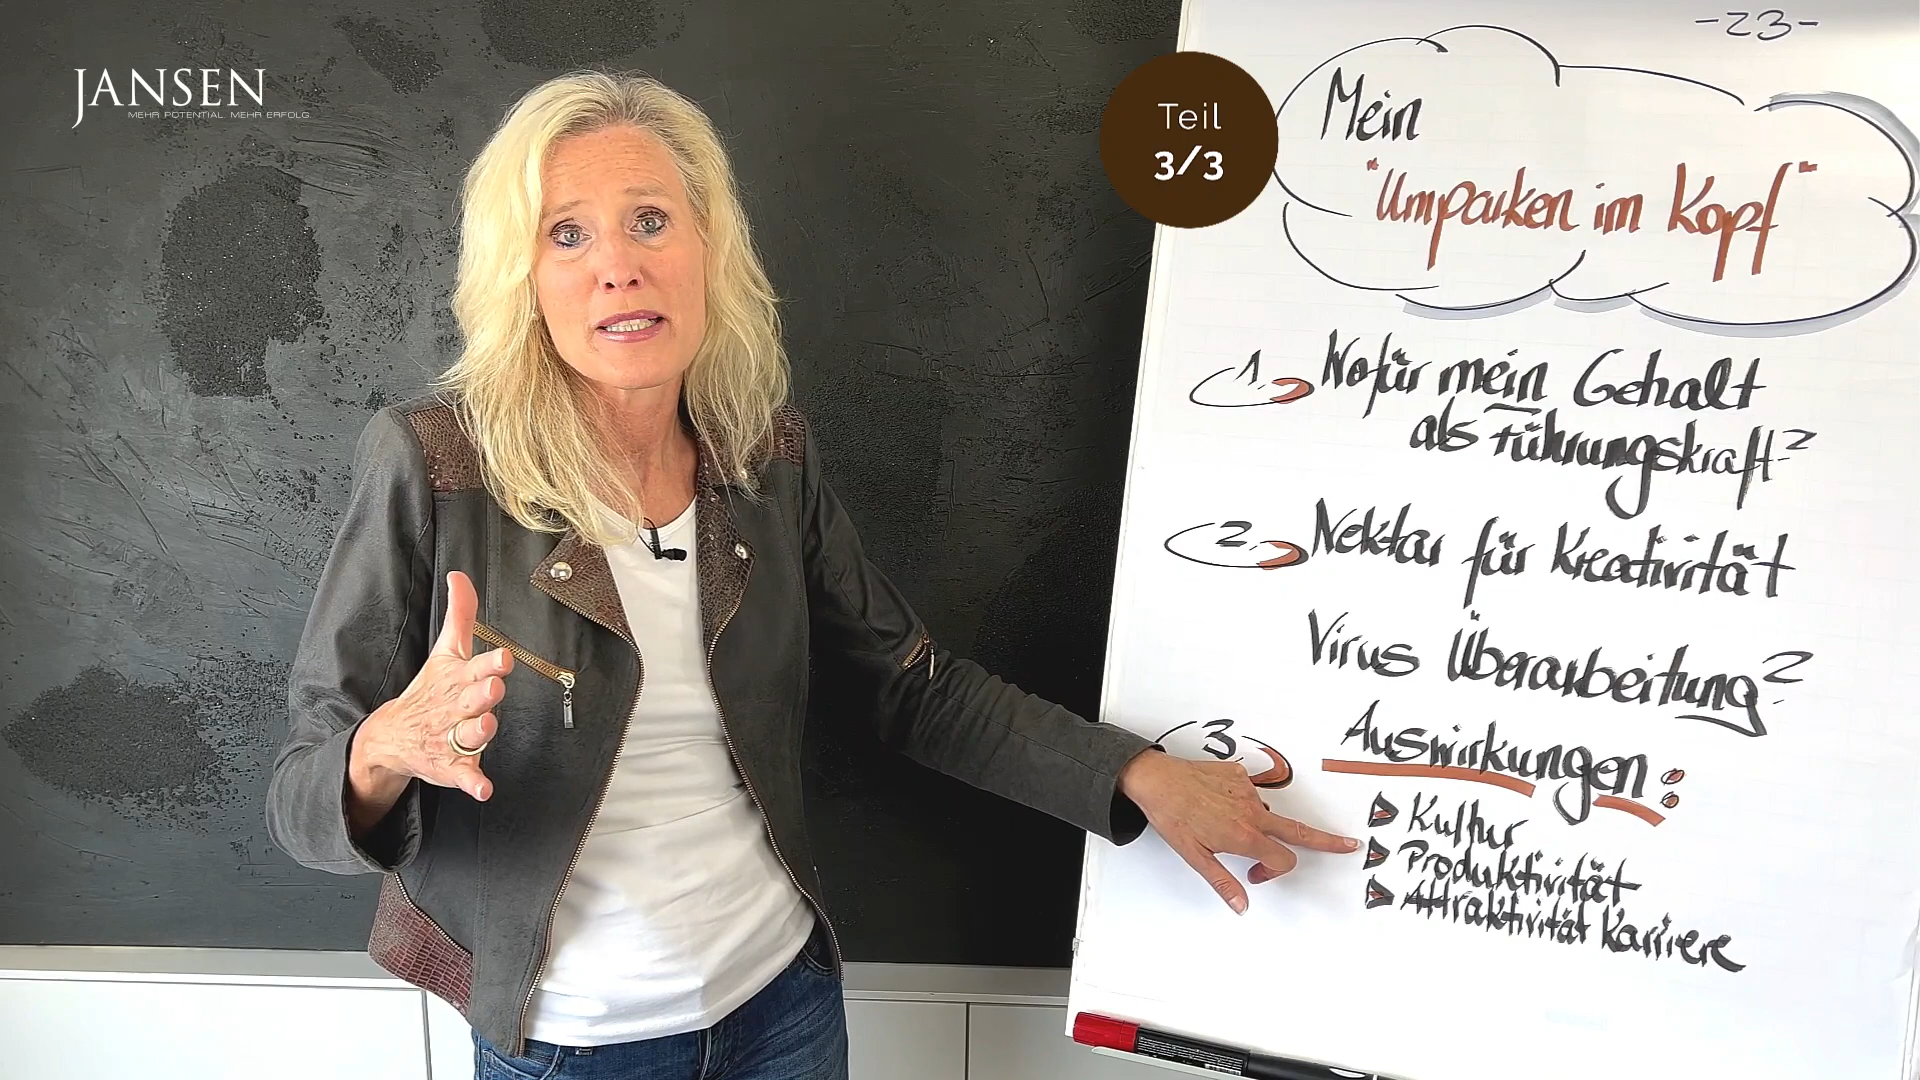 JANSEN
MEHR POTENTIAL. MEHR ERFOLG.
Teil
3/3
-23-
Mein
"Umparken im Kopf"
1. Wofür mein Gehalt
als Führungskraft?
2. Nektar für Kreativität
Virus Überarbeitung?
3. Auswirkungen:
Kultur
Produktivität
Attraktivität Karriere